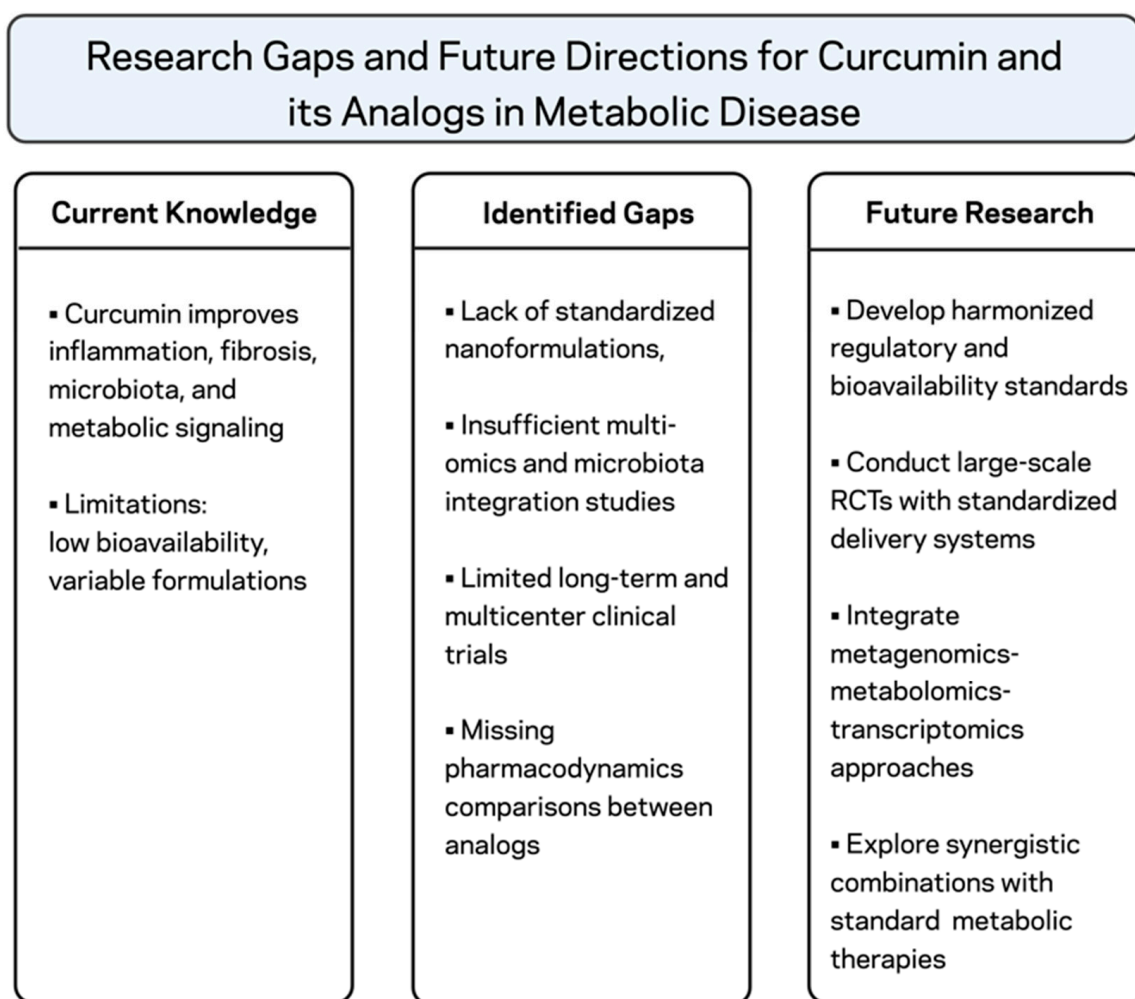 Research Gaps and Future Directions for Curcumin and
its Analogs in Metabolic Disease
Current Knowledge
▪ Curcumin improves
inflammation, fibrosis,
microbiota, and
metabolic signaling
▪ Limitations:
low bioavailability,
variable formulations
Identified Gaps
▪ Lack of standardized
nanoformulations,
▪ Insufficient multi-
omics and microbiota
integration studies
▪ Limited long-term and
multicenter clinical
trials
▪ Missing
pharmacodynamics
comparisons between
analogs
Future Research
▪ Develop harmonized
regulatory and
bioavailability standards
▪ Conduct large-scale
RCTs with standardized
delivery systems
▪ Integrate
metagenomics-
metabolomics-
transcriptomics
approaches
▪ Explore synergistic
combinations with
standard metabolic
therapies